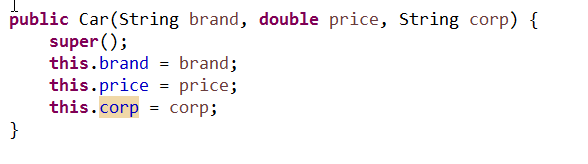 public Car(String brand, double price, String corp) {
    super();
    this.brand = brand;
    this.price = price;
    this.corp = corp;
}